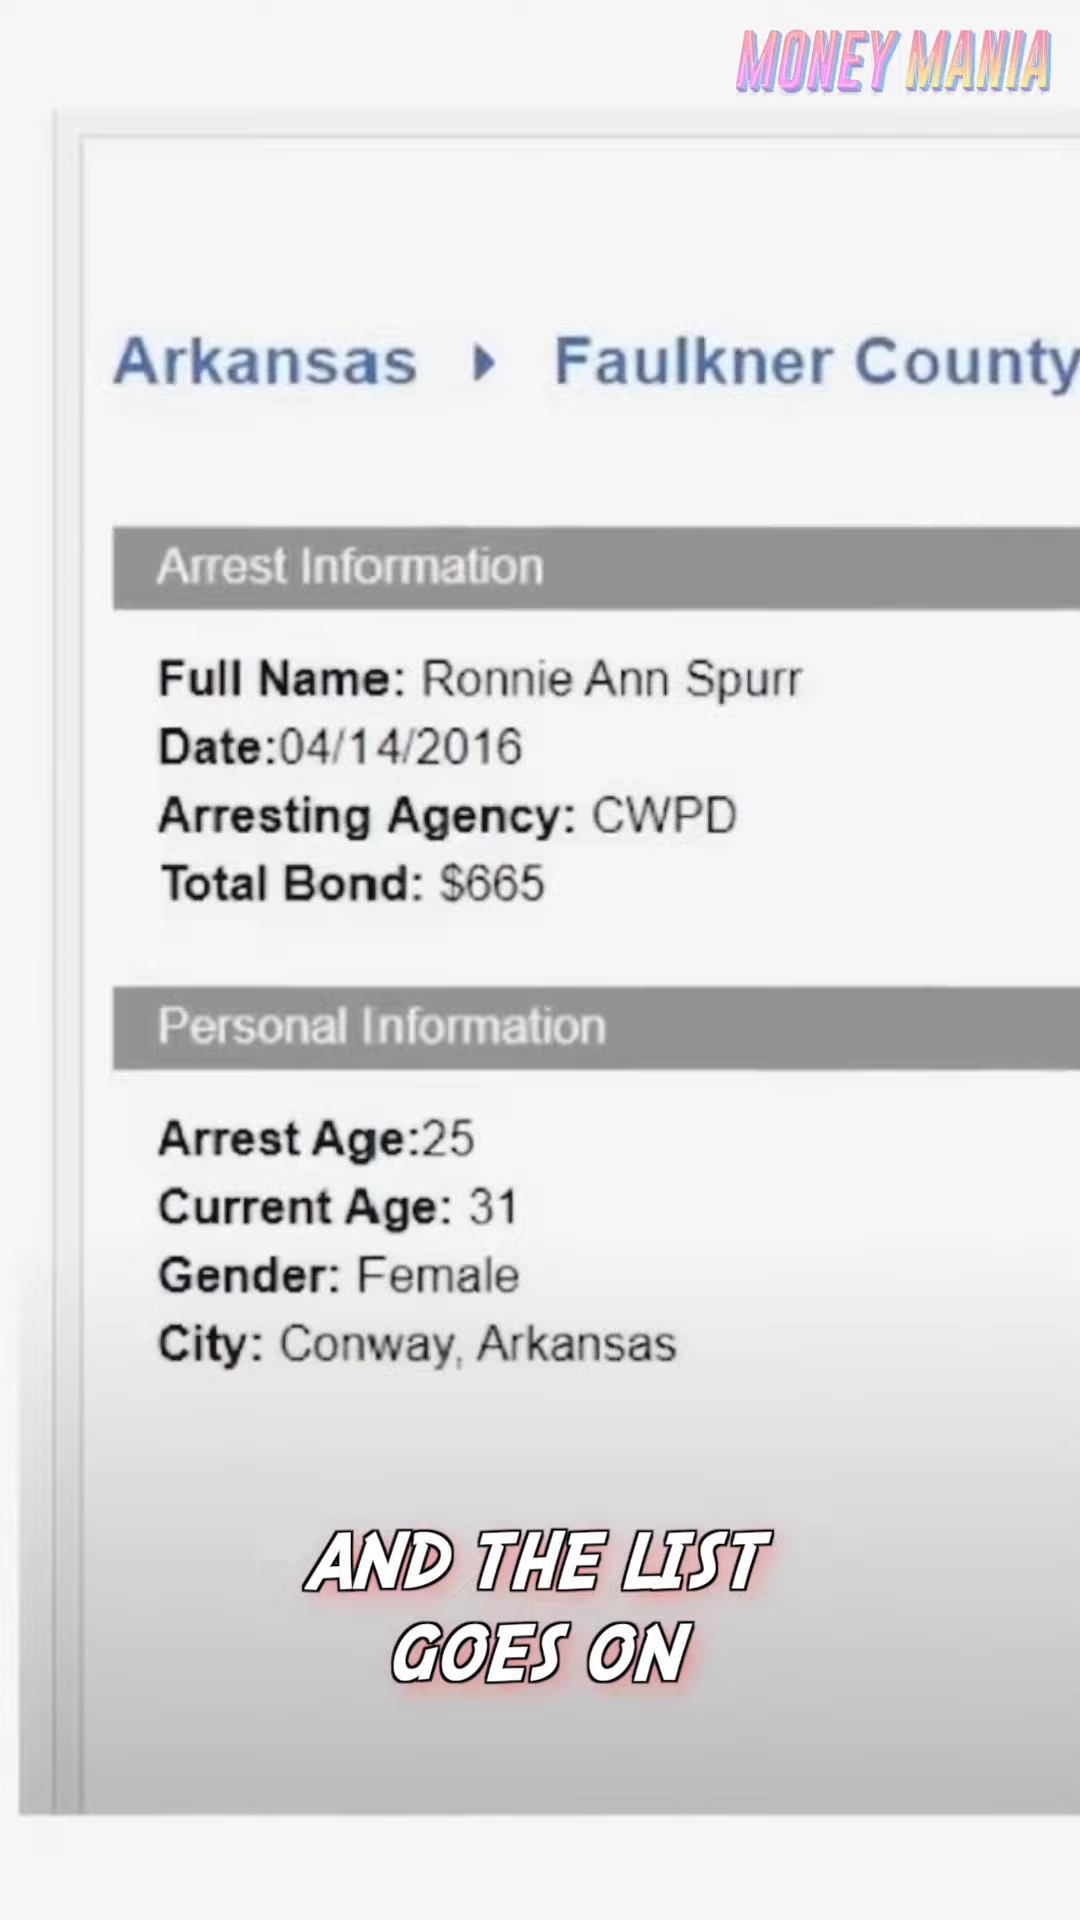 MONEY MANIA
Arkansas Faulkner County
Arrest Information
Full Name: Ronnie Ann Spurr
Date:04/14/2016
Arresting Agency: CWPD
Total Bond: $665
Personal Information
Arrest Age:25
Current Age: 31
Gender: Female
City: Conway, Arkansas
AND THE LIST
GOES ON